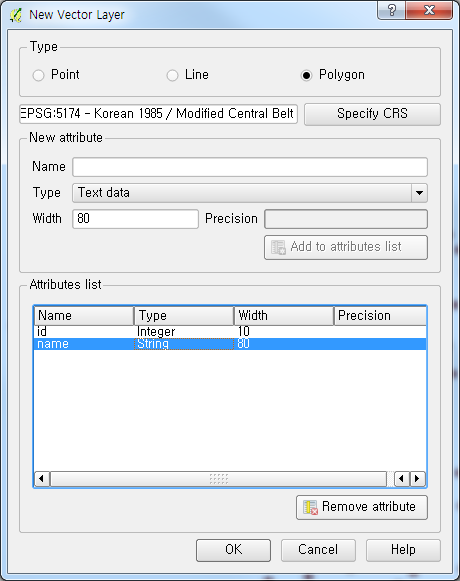 New Vector Layer
Type
Point Line Polygon
EPSG:5174 - Korean 1985 / Modified Central Belt Specify CRS
New attribute
Name
Type Text data
Width 80 Precision
Add to attributes list
Attributes list
Name Type Width Precision
id Integer 10
name String 80
Remove attribute
OK Cancel Help